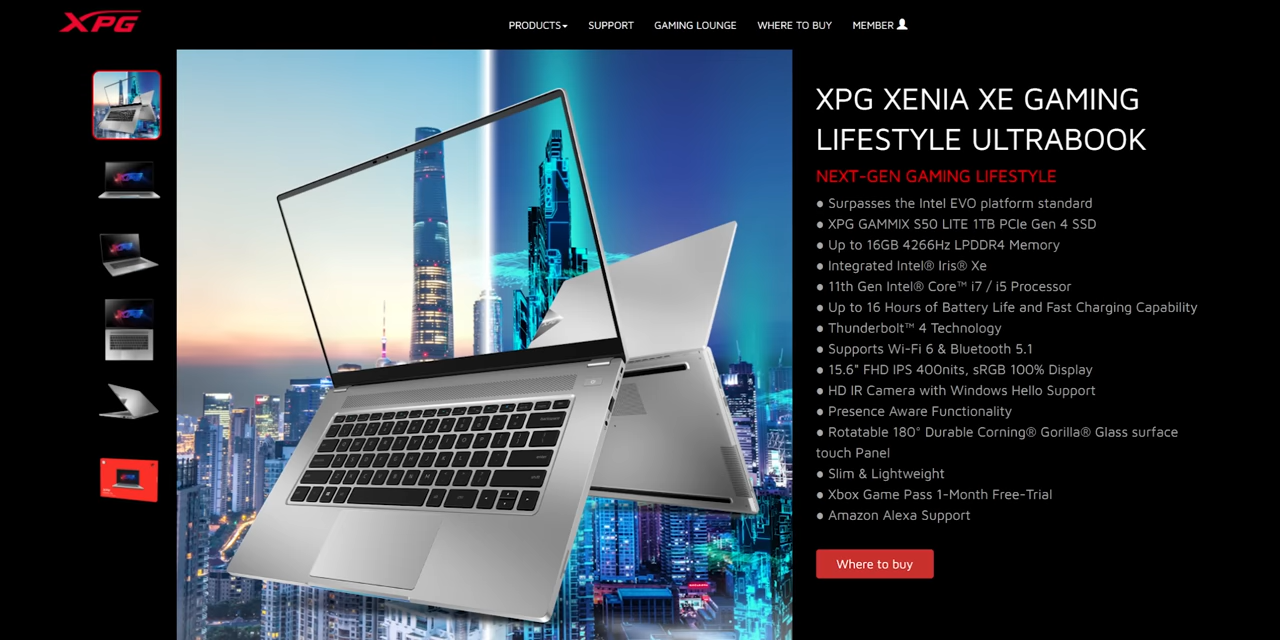 XPG
PRODUCTS
SUPPORT
GAMING LOUNGE
WHERE TO BUY
MEMBER
XPG XENIA XE GAMING
LIFESTYLE ULTRABOOK
NEXT-GEN GAMING LIFESTYLE
● Surpasses the Intel EVO platform standard
● XPG GAMMIX S50 LITE 1TB PCIe Gen 4 SSD
● Up to 16GB 4266Hz LPDDR4 Memory
● Integrated Intel® Iris® Xe
● 11th Gen Intel® Core™ i7 / i5 Processor
● Up to 16 Hours of Battery Life and Fast Charging Capability
● Thunderbolt™ 4 Technology
● Supports Wi-Fi 6 & Bluetooth 5.1
● 15.6" FHD IPS 400nits, sRGB 100% Display
● HD IR Camera with Windows Hello Support
● Presence Aware Functionality
● Rotatable 180° Durable Corning® Gorilla® Glass surface
touch Panel
● Slim & Lightweight
● Xbox Game Pass 1-Month Free-Trial
● Amazon Alexa Support
Where to buy